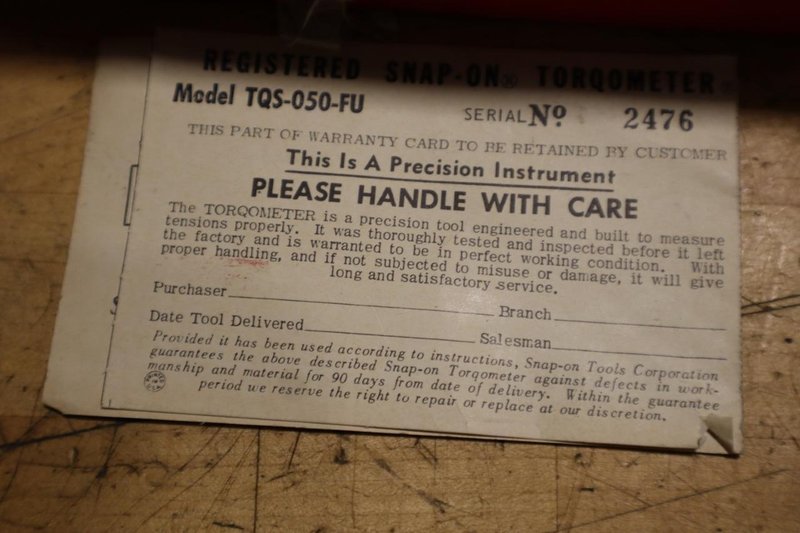 REGISTERED SNAP-ON® TORQOMETER®
Model TQS-050-FU SERIAL Nº 2476
THIS PART OF WARRANTY CARD TO BE RETAINED BY CUSTOMER
This Is A Precision Instrument
PLEASE HANDLE WITH CARE
The TORQOMETER is a precision tool engineered and built to measure
tensions properly. It was thoroughly tested and inspected before it left
the factory and is warranted to be in perfect working condition. With
proper handling, and if not subjected to misuse or damage, it will give
long and satisfactory service.
Purchaser Branch
Date Tool Delivered Salesman
Provided it has been used according to instructions, Snap-on Tools Corporation
guarantees the above described Snap-on Torqometer against defects in work-
manship and material for 90 days from date of delivery. Within the guarantee
period we reserve the right to repair or replace at our discretion.